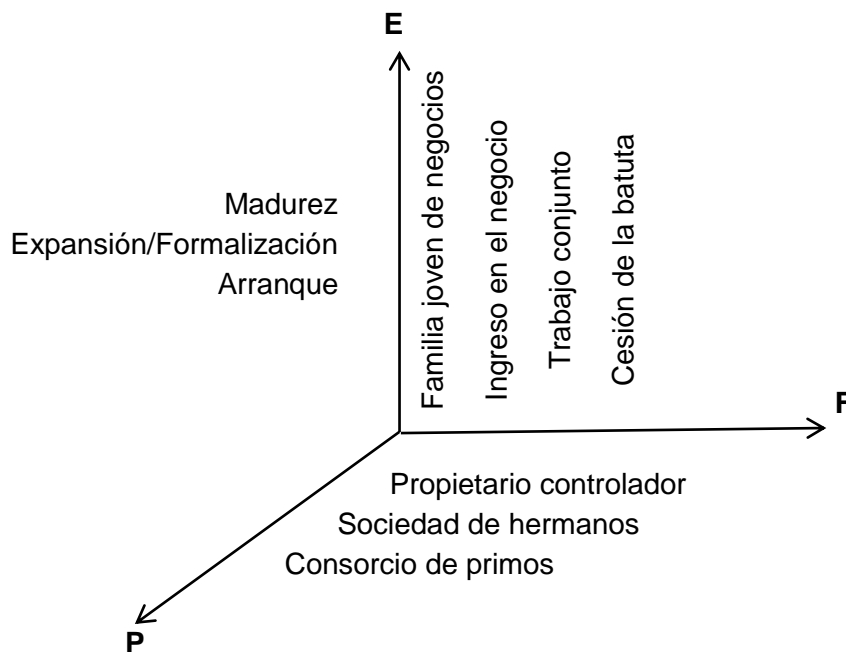 E
Familia joven de negocios
Ingreso en el negocio
Trabajo conjunto
Cesión de la batuta
Madurez
Expansión/Formalización
Arranque
F
Propietario controlador
Sociedad de hermanos
Consorcio de primos
P